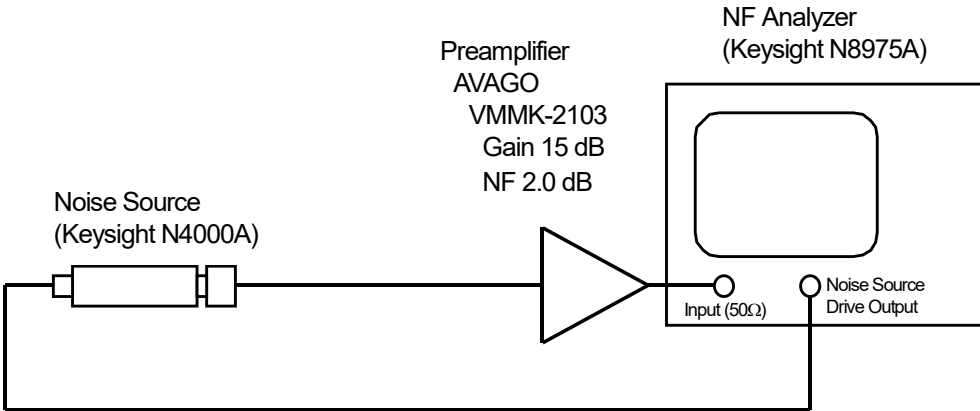 NF Analyzer
(Keysight N8975A)
Preamplifier
AVAGO
VMMK-2103
Gain 15 dB
NF 2.0 dB
Noise Source
(Keysight N4000A)
Input (50Ω)
Noise Source
Drive Output